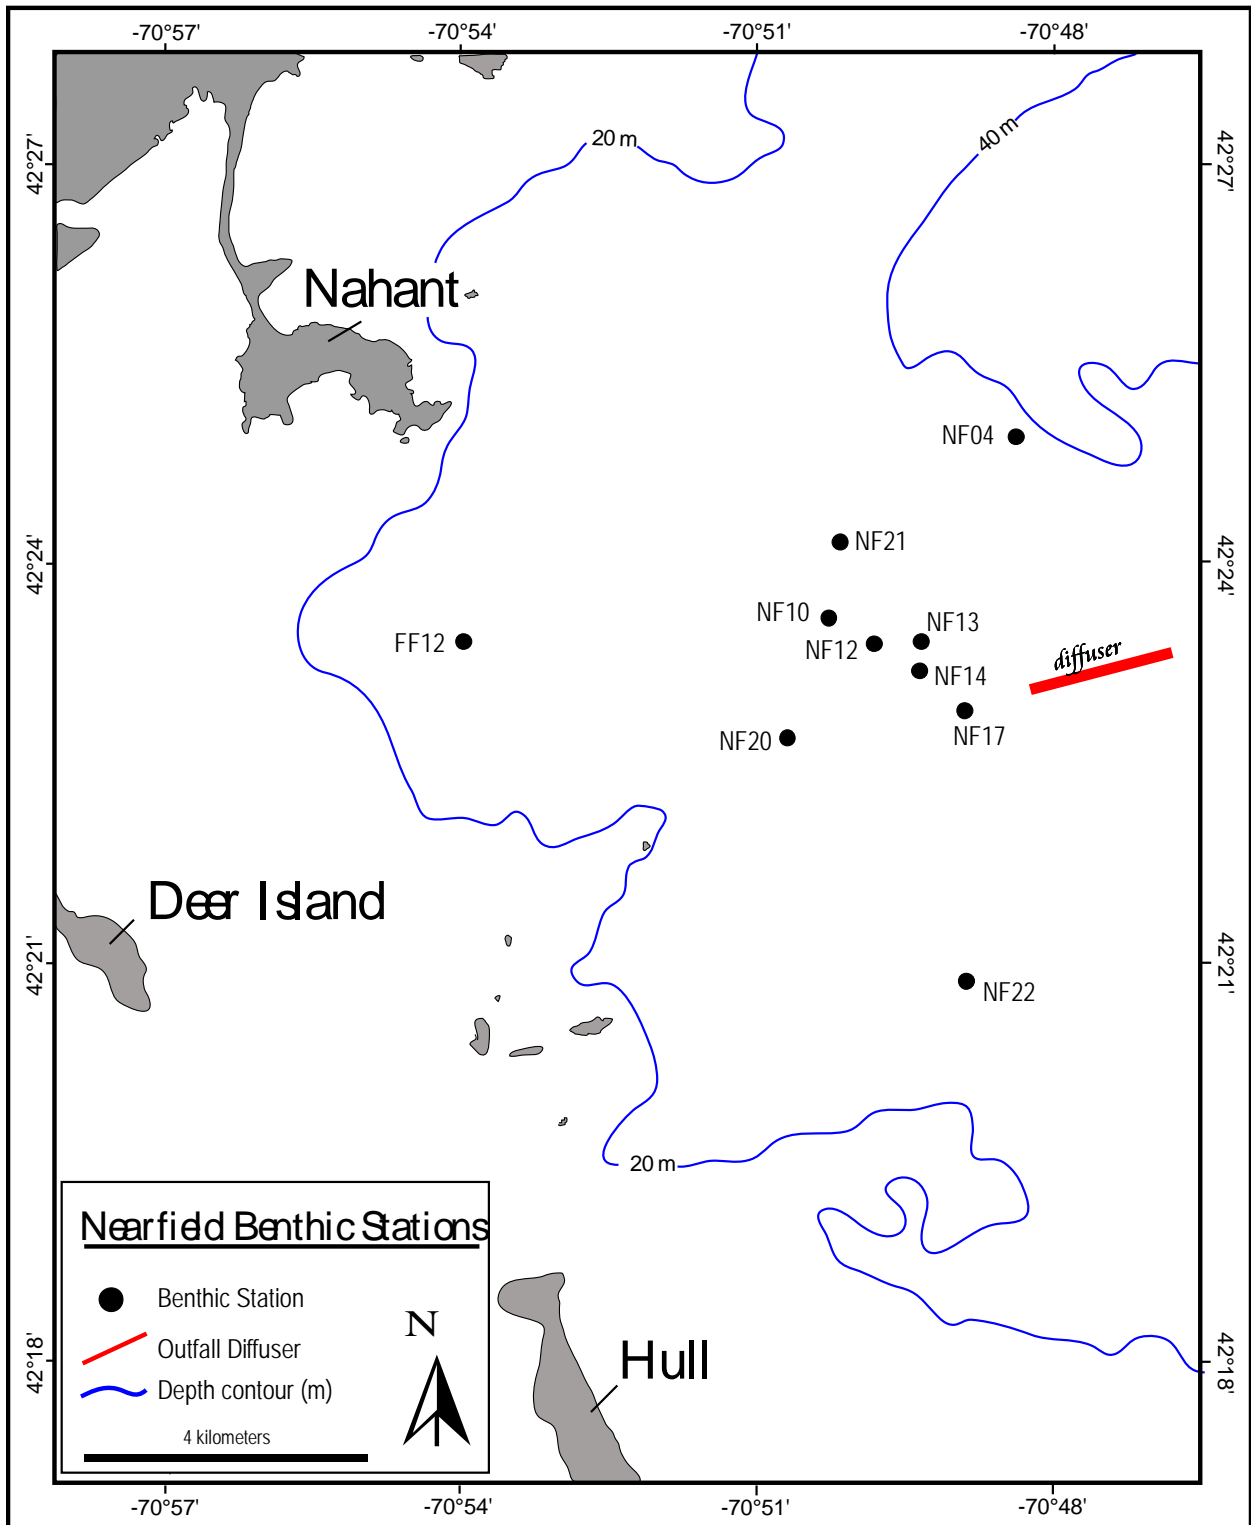 -70°57' -70°54' -70°51' -70°48'
20 m
40 m
42°27' 42°27'
Nahant
NF04
NF21
42°24' 42°24'
NF10
NF13
FF12
NF12
diffuser
NF14
NF17
NF20
Deer Island
42°21' 42°21'
NF22
20 m
Nearfield Benthic Stations
Benthic Station
N
Outfall Diffuser
Hull
42°18' 42°18'
Depth contour (m)
4 kilometers
-70°57' -70°54' -70°51' -70°48'